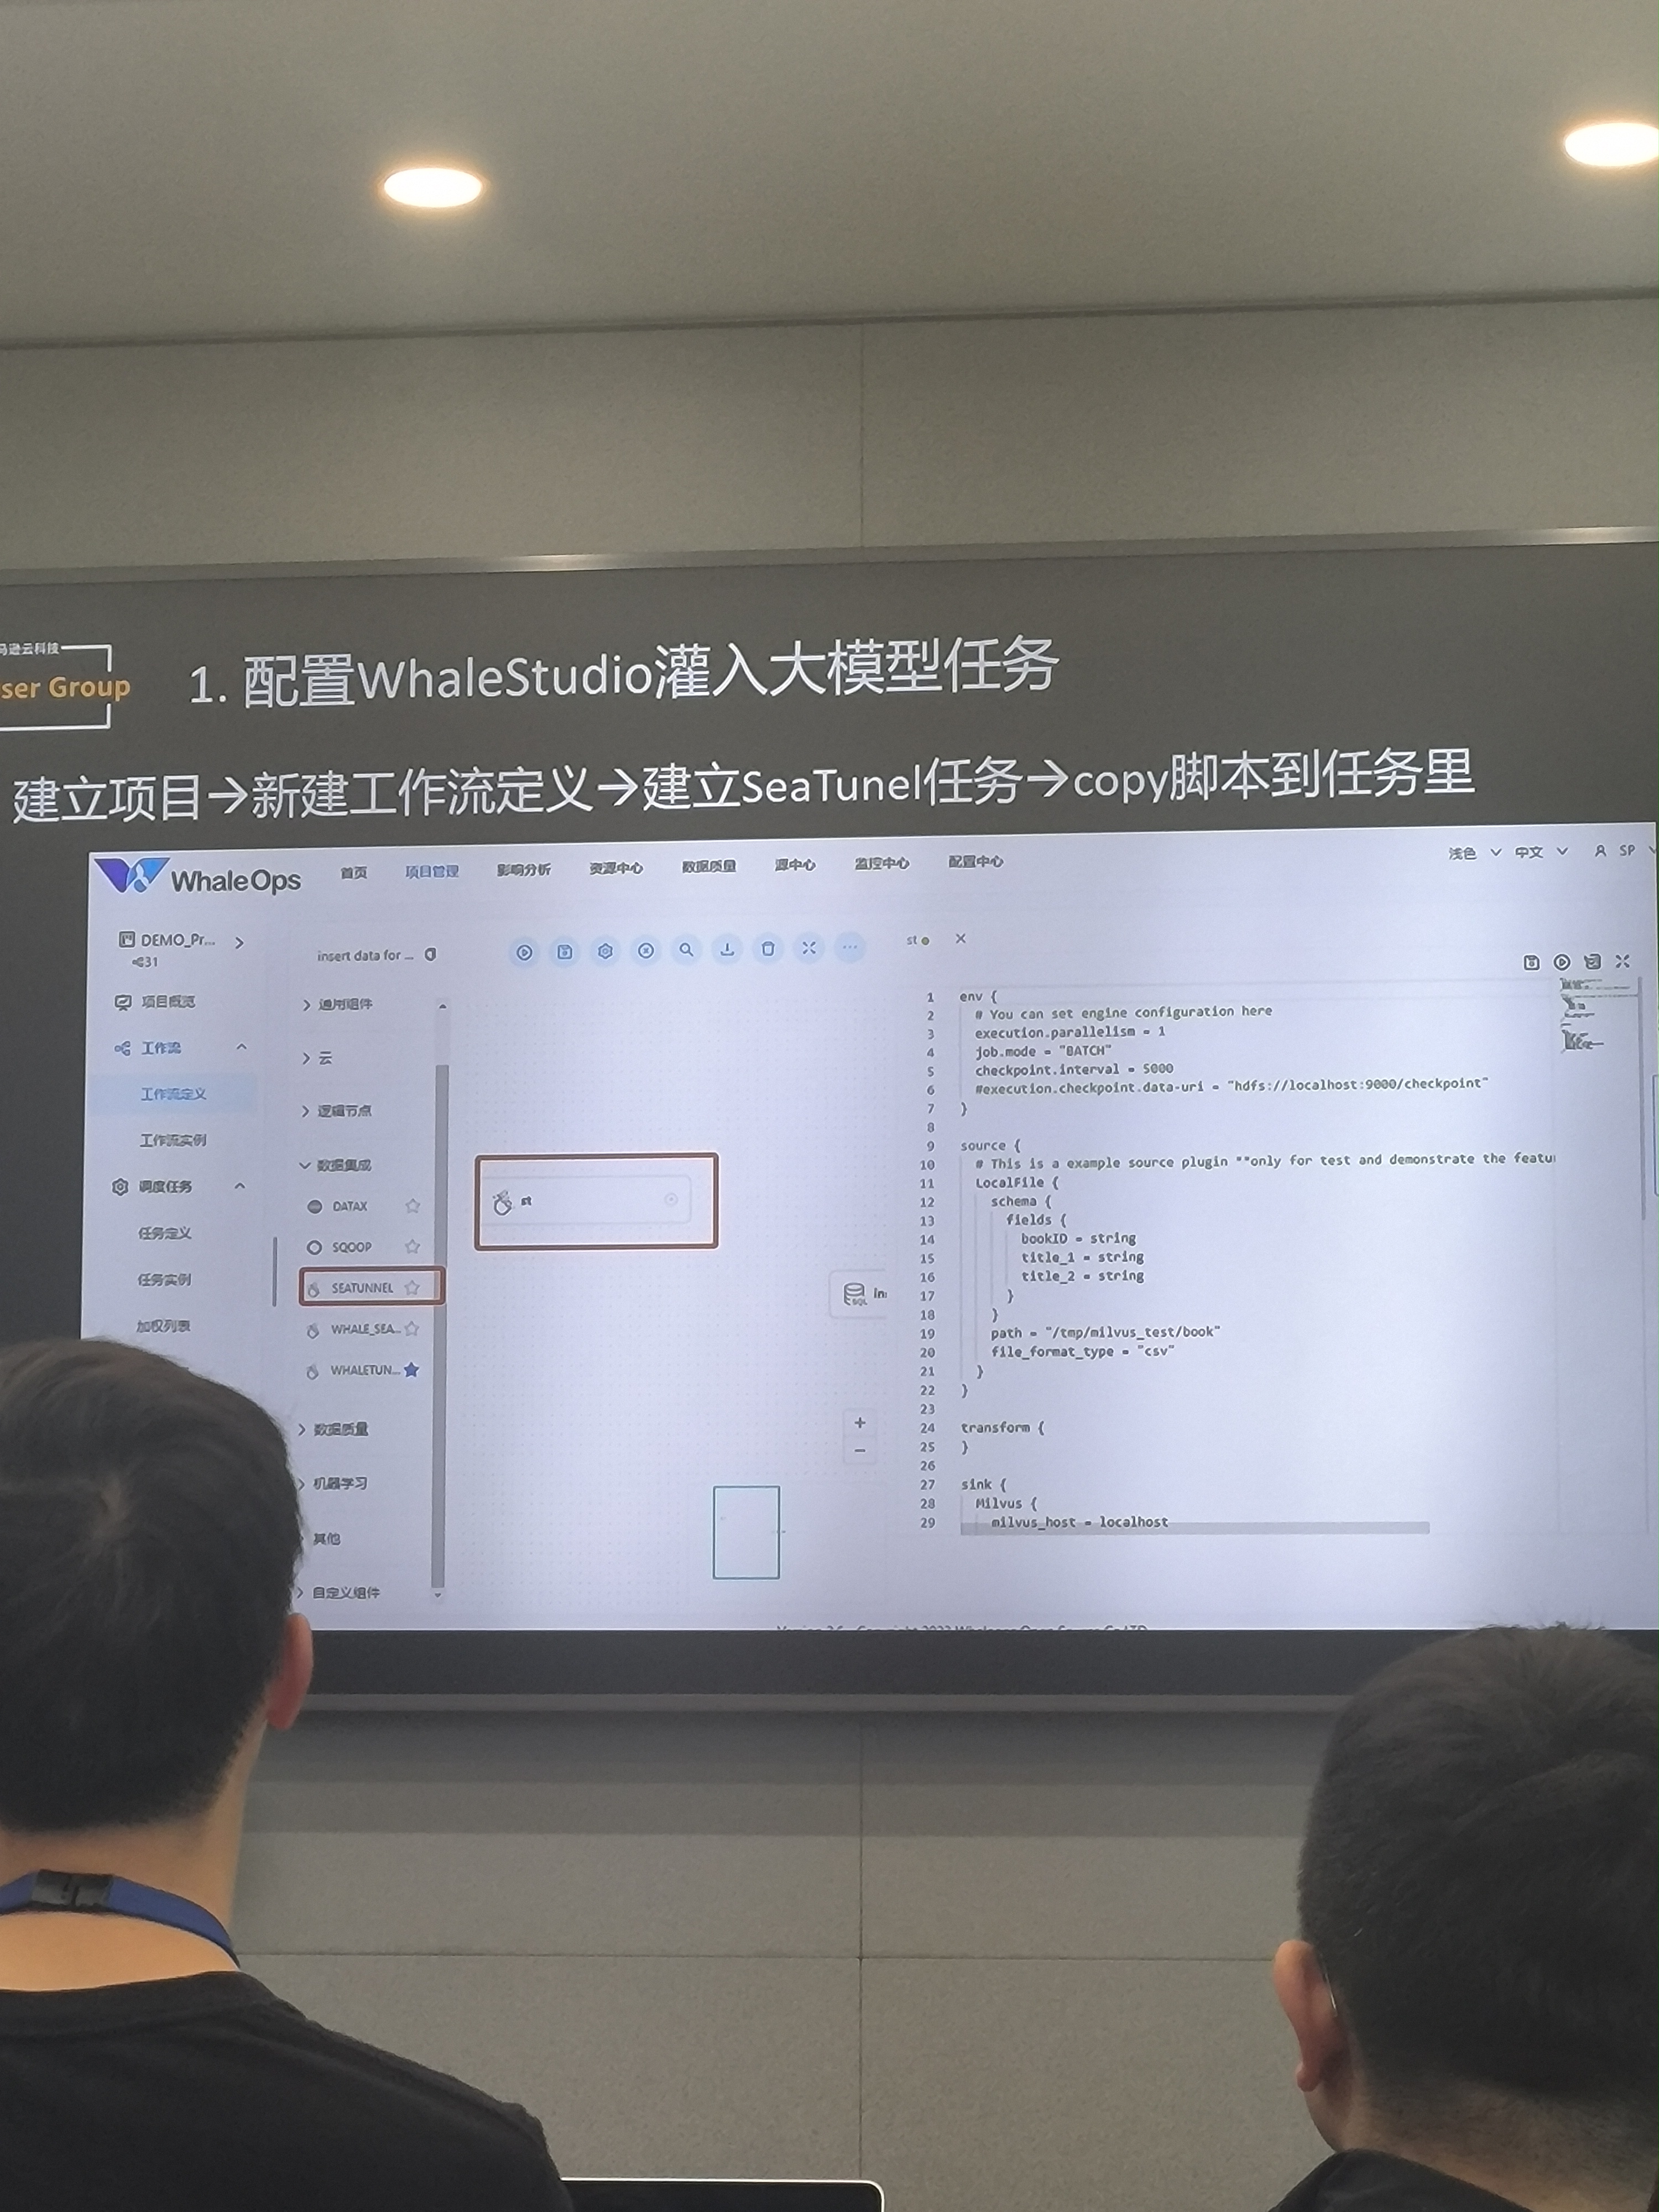 马逊云科技
ser Group
1. 配置WhaleStudio灌入大模型任务
建立项目→新建工作流定义→建立SeaTunel任务→copy脚本到任务里
WhaleOps
首页 项目管理 影响分析 资源中心 数据质量 源中心 监控中心 配置中心
浅色 中文 SP
DEMO_Pr...
31
项目概览
工作流
工作流定义
工作流实例
调度任务
任务定义
任务实例
加权列表
insert data for ...
通用组件
云
逻辑节点
数据集成
DATAX
SQOOP
SEATUNNEL
WHALE_SEA...
WHALETUN...
数据质量
机器学习
其他
自定义组件
st
SQL in
st
1 env {
2 # You can set engine configuration here
3 execution.parallelism = 1
4 job.mode = "BATCH"
5 checkpoint.interval = 5000
6 #execution.checkpoint.data-uri = "hdfs://localhost:9000/checkpoint"
7 }
8
9 source {
10 # This is a example source plugin **only for test and demonstrate the featu
11 LocalFile {
12 schema {
13 fields {
14 bookID = string
15 title_1 = string
16 title_2 = string
17 }
18 }
19 path = "/tmp/milvus_test/book"
20 file_format_type = "csv"
21 }
22 }
23
24 transform {
25 }
26
27 sink {
28 Milvus {
29 milvus_host = localhost